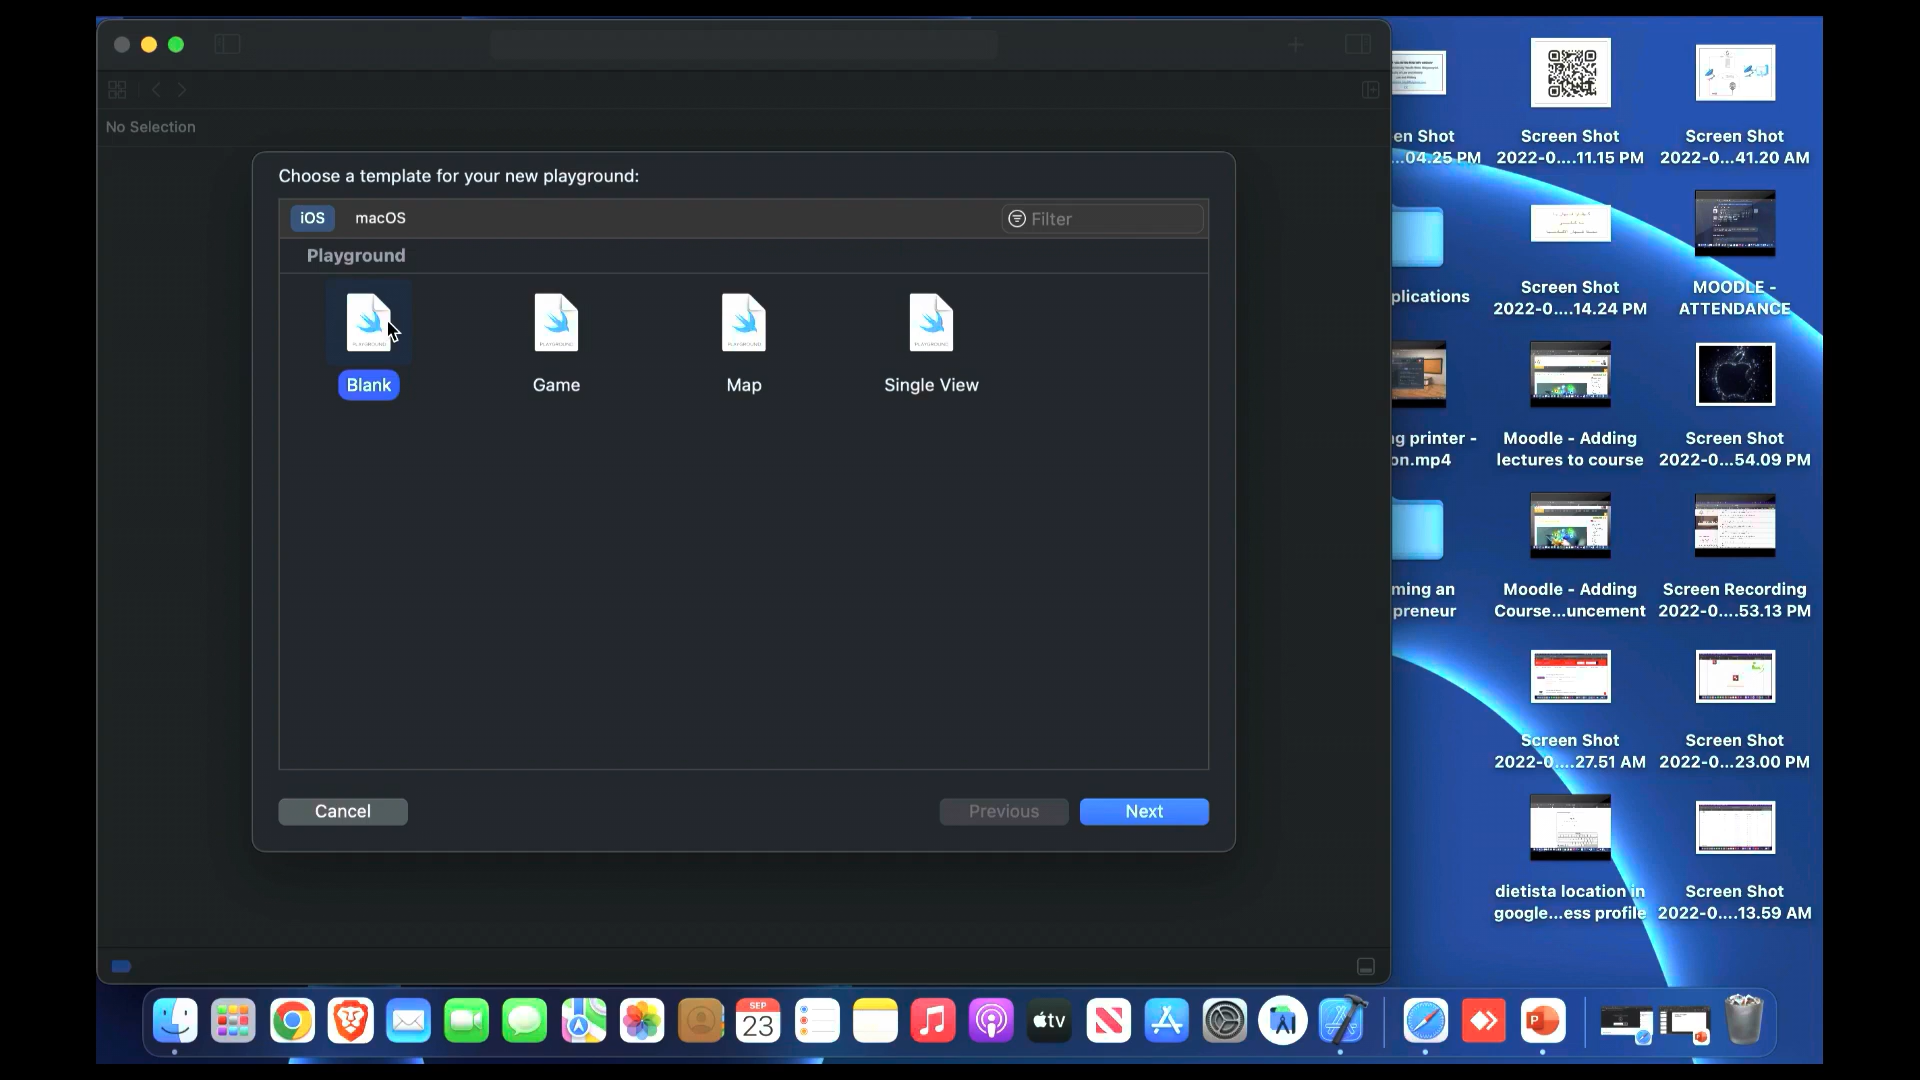 No Selection
Choose a template for your new playground:
iOS
macOS
Filter
Playground
PLAYGROUND
PLAYGROUND
PLAYGROUND
PLAYGROUND
Blank
Game
Map
Single View
Cancel
Previous
Next
en Shot
...04.25 PM
Screen Shot
2022-0....11.15 PM
Screen Shot
2022-0...41.20 AM
plications
Screen Shot
2022-0....14.24 PM
MOODLE -
ATTENDANCE
g printer -
on.mp4
Moodle - Adding
lectures to course
Screen Shot
2022-0...54.09 PM
ming an
preneur
Moodle - Adding
Course...uncement
Screen Recording
2022-0....53.13 PM
Screen Shot
2022-0....27.51 AM
Screen Shot
2022-0...23.00 PM
dietista location in
google...ess profile
Screen Shot
2022-0....13.59 AM
SEP
23
tv